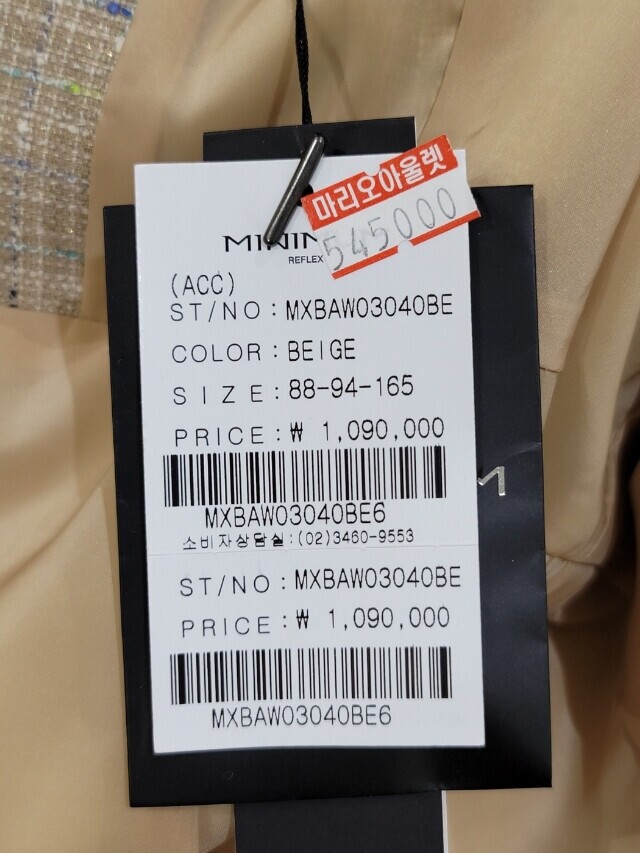 마리오아울렛
545000
REFLEX
(ACC)
ST/NO : MXBAW03040BE
COLOR : BEIGE
SIZE : 88-94-165
PRICE : ₩ 1,090,000
MXBAW03040BE6
소비자상담실:(02)3460-9553
ST/NO : MXBAW03040BE
PRICE : ₩ 1,090,000
MXBAW03040BE6
M